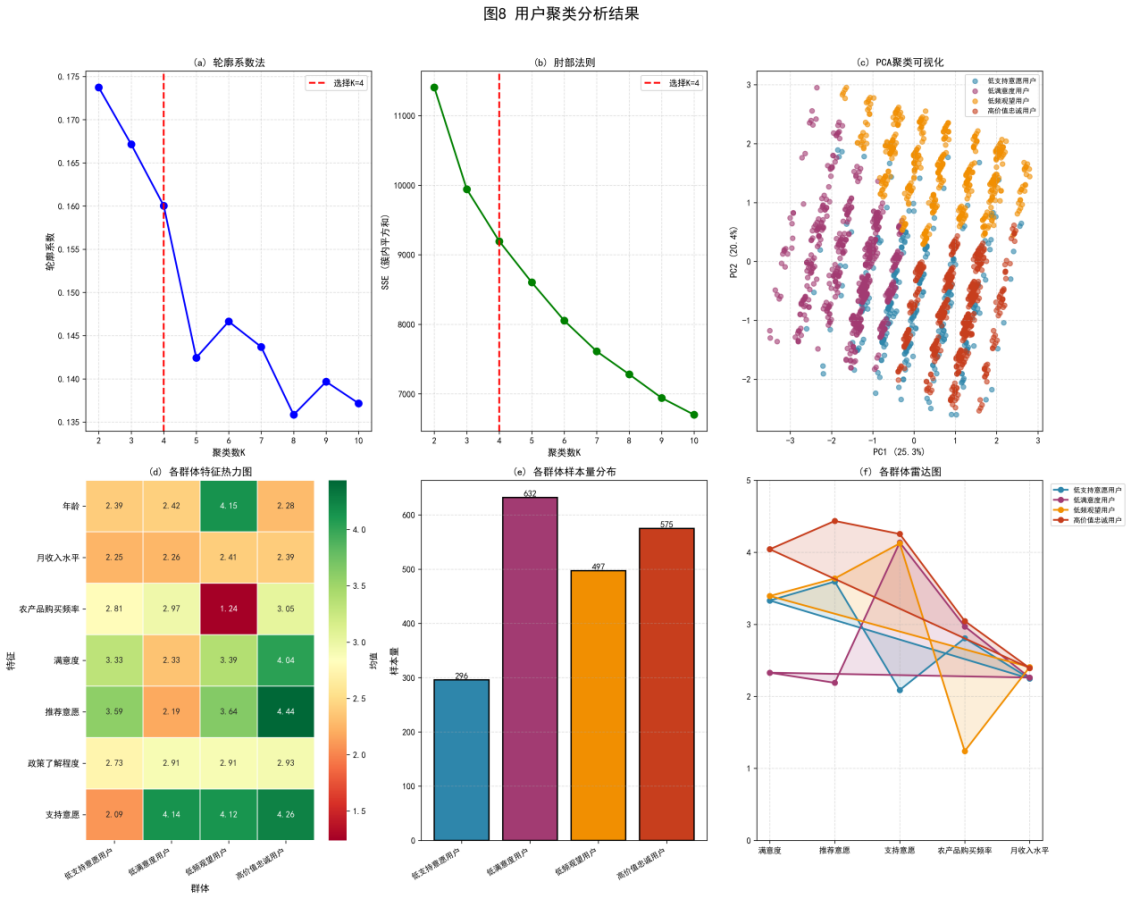 图8 用户聚类分析结果
(a) 轮廓系数法
选择K=4
轮廓系数
0.175
0.170
0.165
0.160
0.155
0.150
0.145
0.140
0.135
2 3 4 5 6 7 8 9 10
聚类数K
(b) 肘部法则
选择K=4
SSE (簇内平方和)
11000
10000
9000
8000
7000
2 3 4 5 6 7 8 9 10
聚类数K
(c) PCA聚类可视化
低支持意愿用户
低满意度用户
低频观望用户
高价值忠诚用户
PC2 (20.4%)
3
2
1
0
−1
−2
−3 −2 −1 0 1 2 3
PC1 (25.3%)
(d) 各群体特征热力图
特征
年龄 2.39 2.42 4.15 2.28
月收入水平 2.25 2.26 2.41 2.39
农产品购买频率 2.81 2.97 1.24 3.05
满意度 3.33 2.33 3.39 4.04
推荐意愿 3.59 2.19 3.64 4.44
政策了解程度 2.73 2.91 2.91 2.93
支持意愿 2.09 4.14 4.12 4.26
低支持意愿用户 低满意度用户 低频观望用户 高价值忠诚用户
群体
4.0
3.5
3.0
2.5
2.0
1.5
均值
(e) 各群体样本量分布
样本量
600
500
400
300
200
100
0
296
632
497
575
低支持意愿用户 低满意度用户 低频观望用户 高价值忠诚用户
(f) 各群体雷达图
低支持意愿用户
低满意度用户
低频观望用户
高价值忠诚用户
5
4
3
2
1
0
满意度 推荐意愿 支持意愿 农产品购买频率 月收入水平